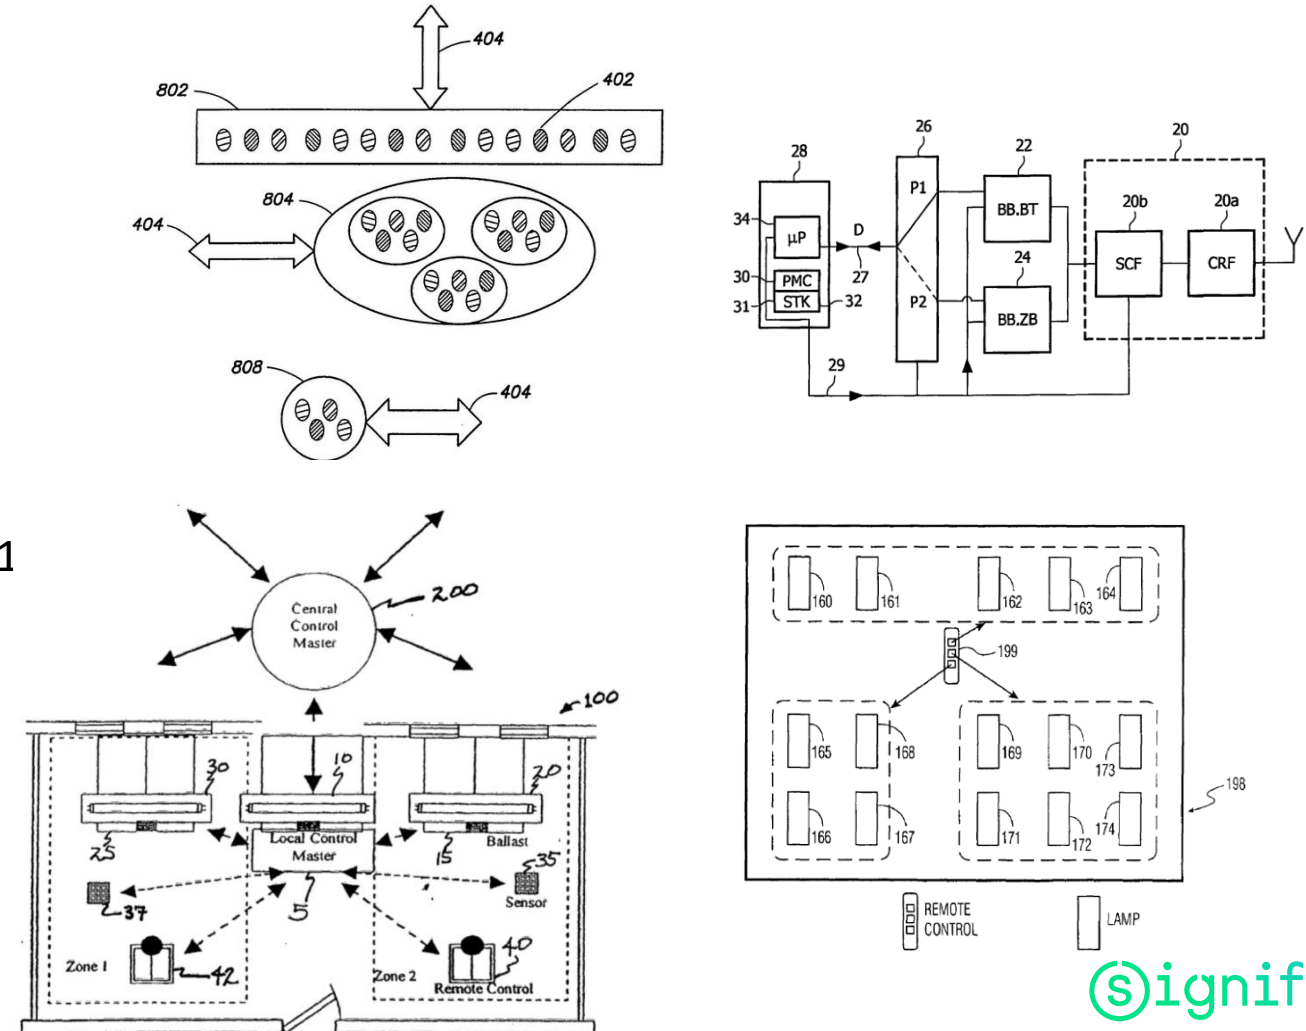 404
802
402
804
404
808
404
26
20
28
22
P1
34
BB.BT
20b
20a
μP
D
SCF
CRF
30
PMC
27
24
31
STK
32
P2
BB.ZB
29
1
Central
Control
Master
200
100
30
10
20
25
Local Control
Master
15
Ballast
37
5
35
Sensor
Zone 1
42
Zone 2
40
Remote Control
160
161
162
163
164
199
165
168
169
170
173
166
167
171
172
174
198
REMOTE
CONTROL
LAMP
Signif